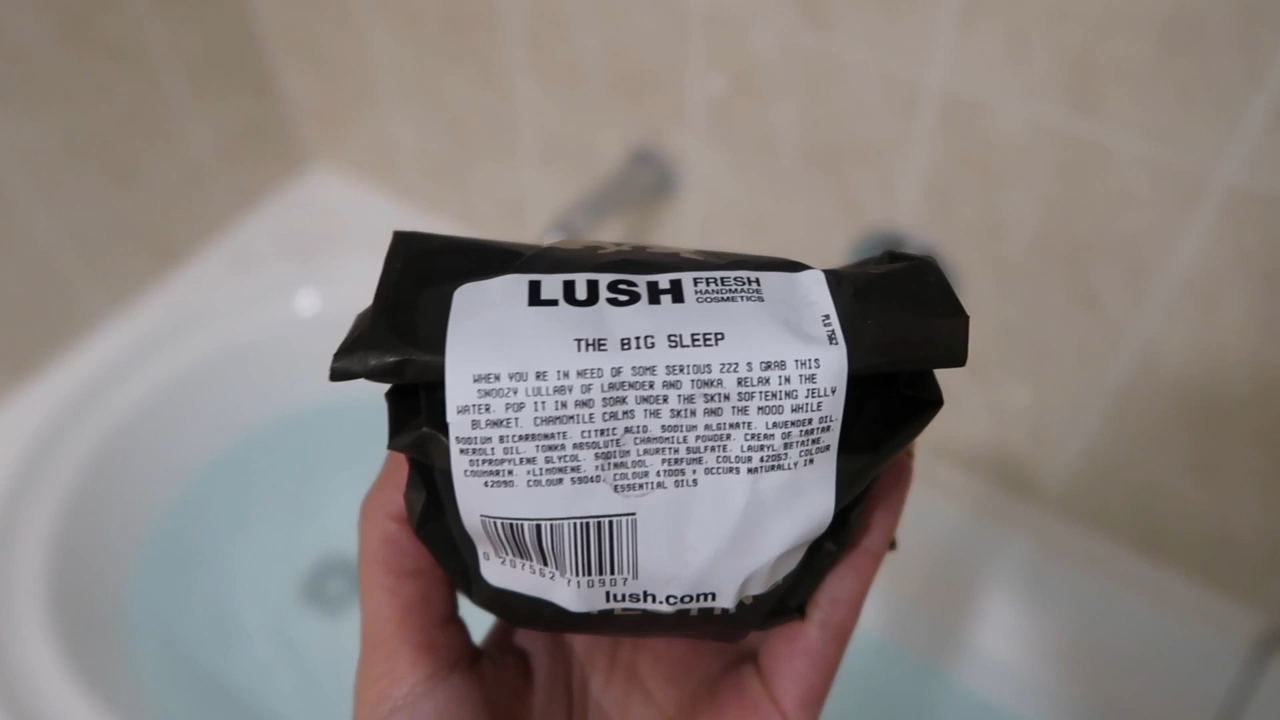 LUSH FRESH
HANDMADE
COSMETICS
THE BIG SLEEP
WHEN YOU RE IN NEED OF SOME SERIOUS ZZZ S GRAB THIS
SNOOZY LULLABY OF LAVENDER AND TONKA. RELAX IN THE
WATER. POP IT IN AND SOAK UNDER THE SKIN SOFTENING JELLY
BLANKET. CHAMOMILE CALMS THE SKIN AND THE MOOD WHILE
SODIUM BICARBONATE. CITRIC ACID. SODIUM ALGINATE. LAVENDER OIL.
NEROLI OIL. TONKA ABSOLUTE. CHAMOMILE POWDER. CREAM OF TARTAR.
DIPROPYLENE GLYCOL. SODIUM LAURETH SULFATE. LAURYL BETAINE.
COUMARIN. *LIMONENE. *LINALOOL. PERFUME. COLOUR 42053. COLOUR
42090. COLOUR 59040. COLOUR 47005 * OCCURS NATURALLY IN
ESSENTIAL OILS
0 207562 710907
lush.com
PLU 7562